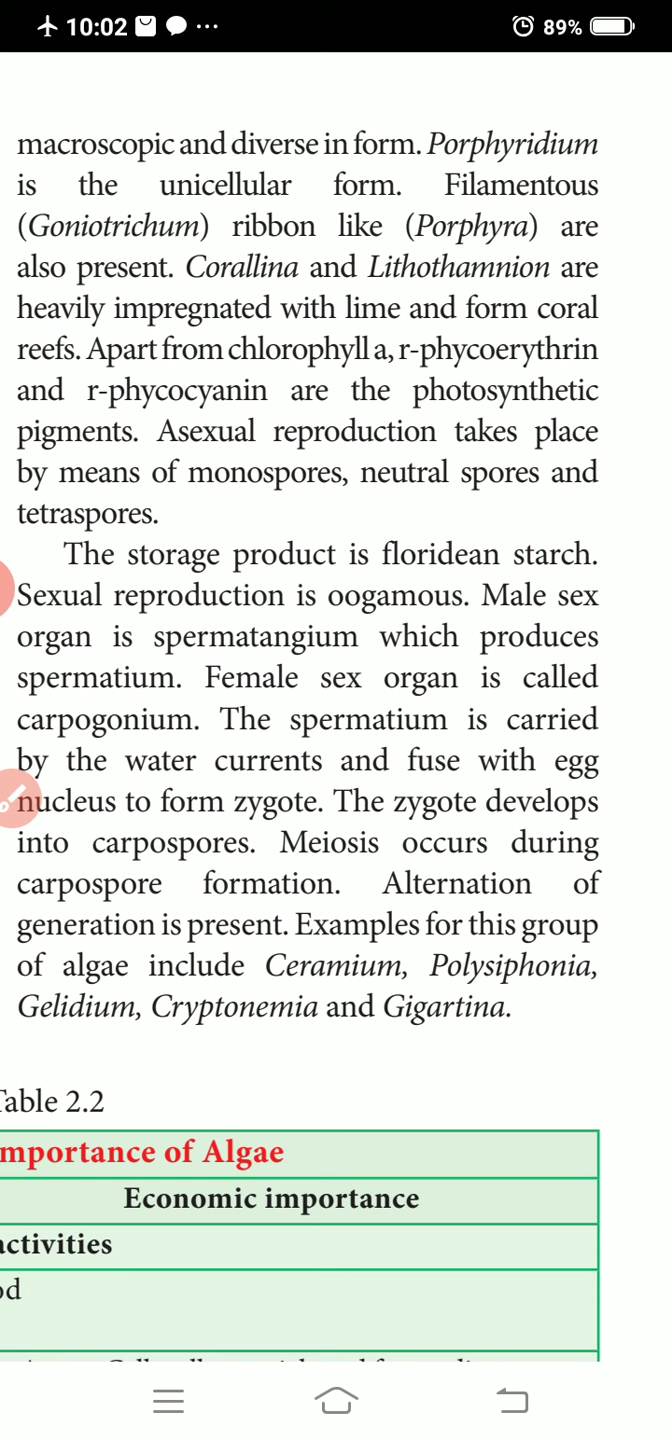 10:02
89%
macroscopic and diverse in form. Porphyridium
is the unicellular form. Filamentous
(Goniotrichum) ribbon like (Porphyra) are
also present. Corallina and Lithothamnion are
heavily impregnated with lime and form coral
reefs. Apart from chlorophyll a, r-phycoerythrin
and r-phycocyanin are the photosynthetic
pigments. Asexual reproduction takes place
by means of monospores, neutral spores and
tetraspores.
The storage product is floridean starch.
Sexual reproduction is oogamous. Male sex
organ is spermatangium which produces
spermatium. Female sex organ is called
carpogonium. The spermatium is carried
by the water currents and fuse with egg
nucleus to form zygote. The zygote develops
into carpospores. Meiosis occurs during
carpospore formation. Alternation of
generation is present. Examples for this group
of algae include Ceramium, Polysiphonia,
Gelidium, Cryptonemia and Gigartina.
Table 2.2
mportance of Algae
Economic importance
activities
od